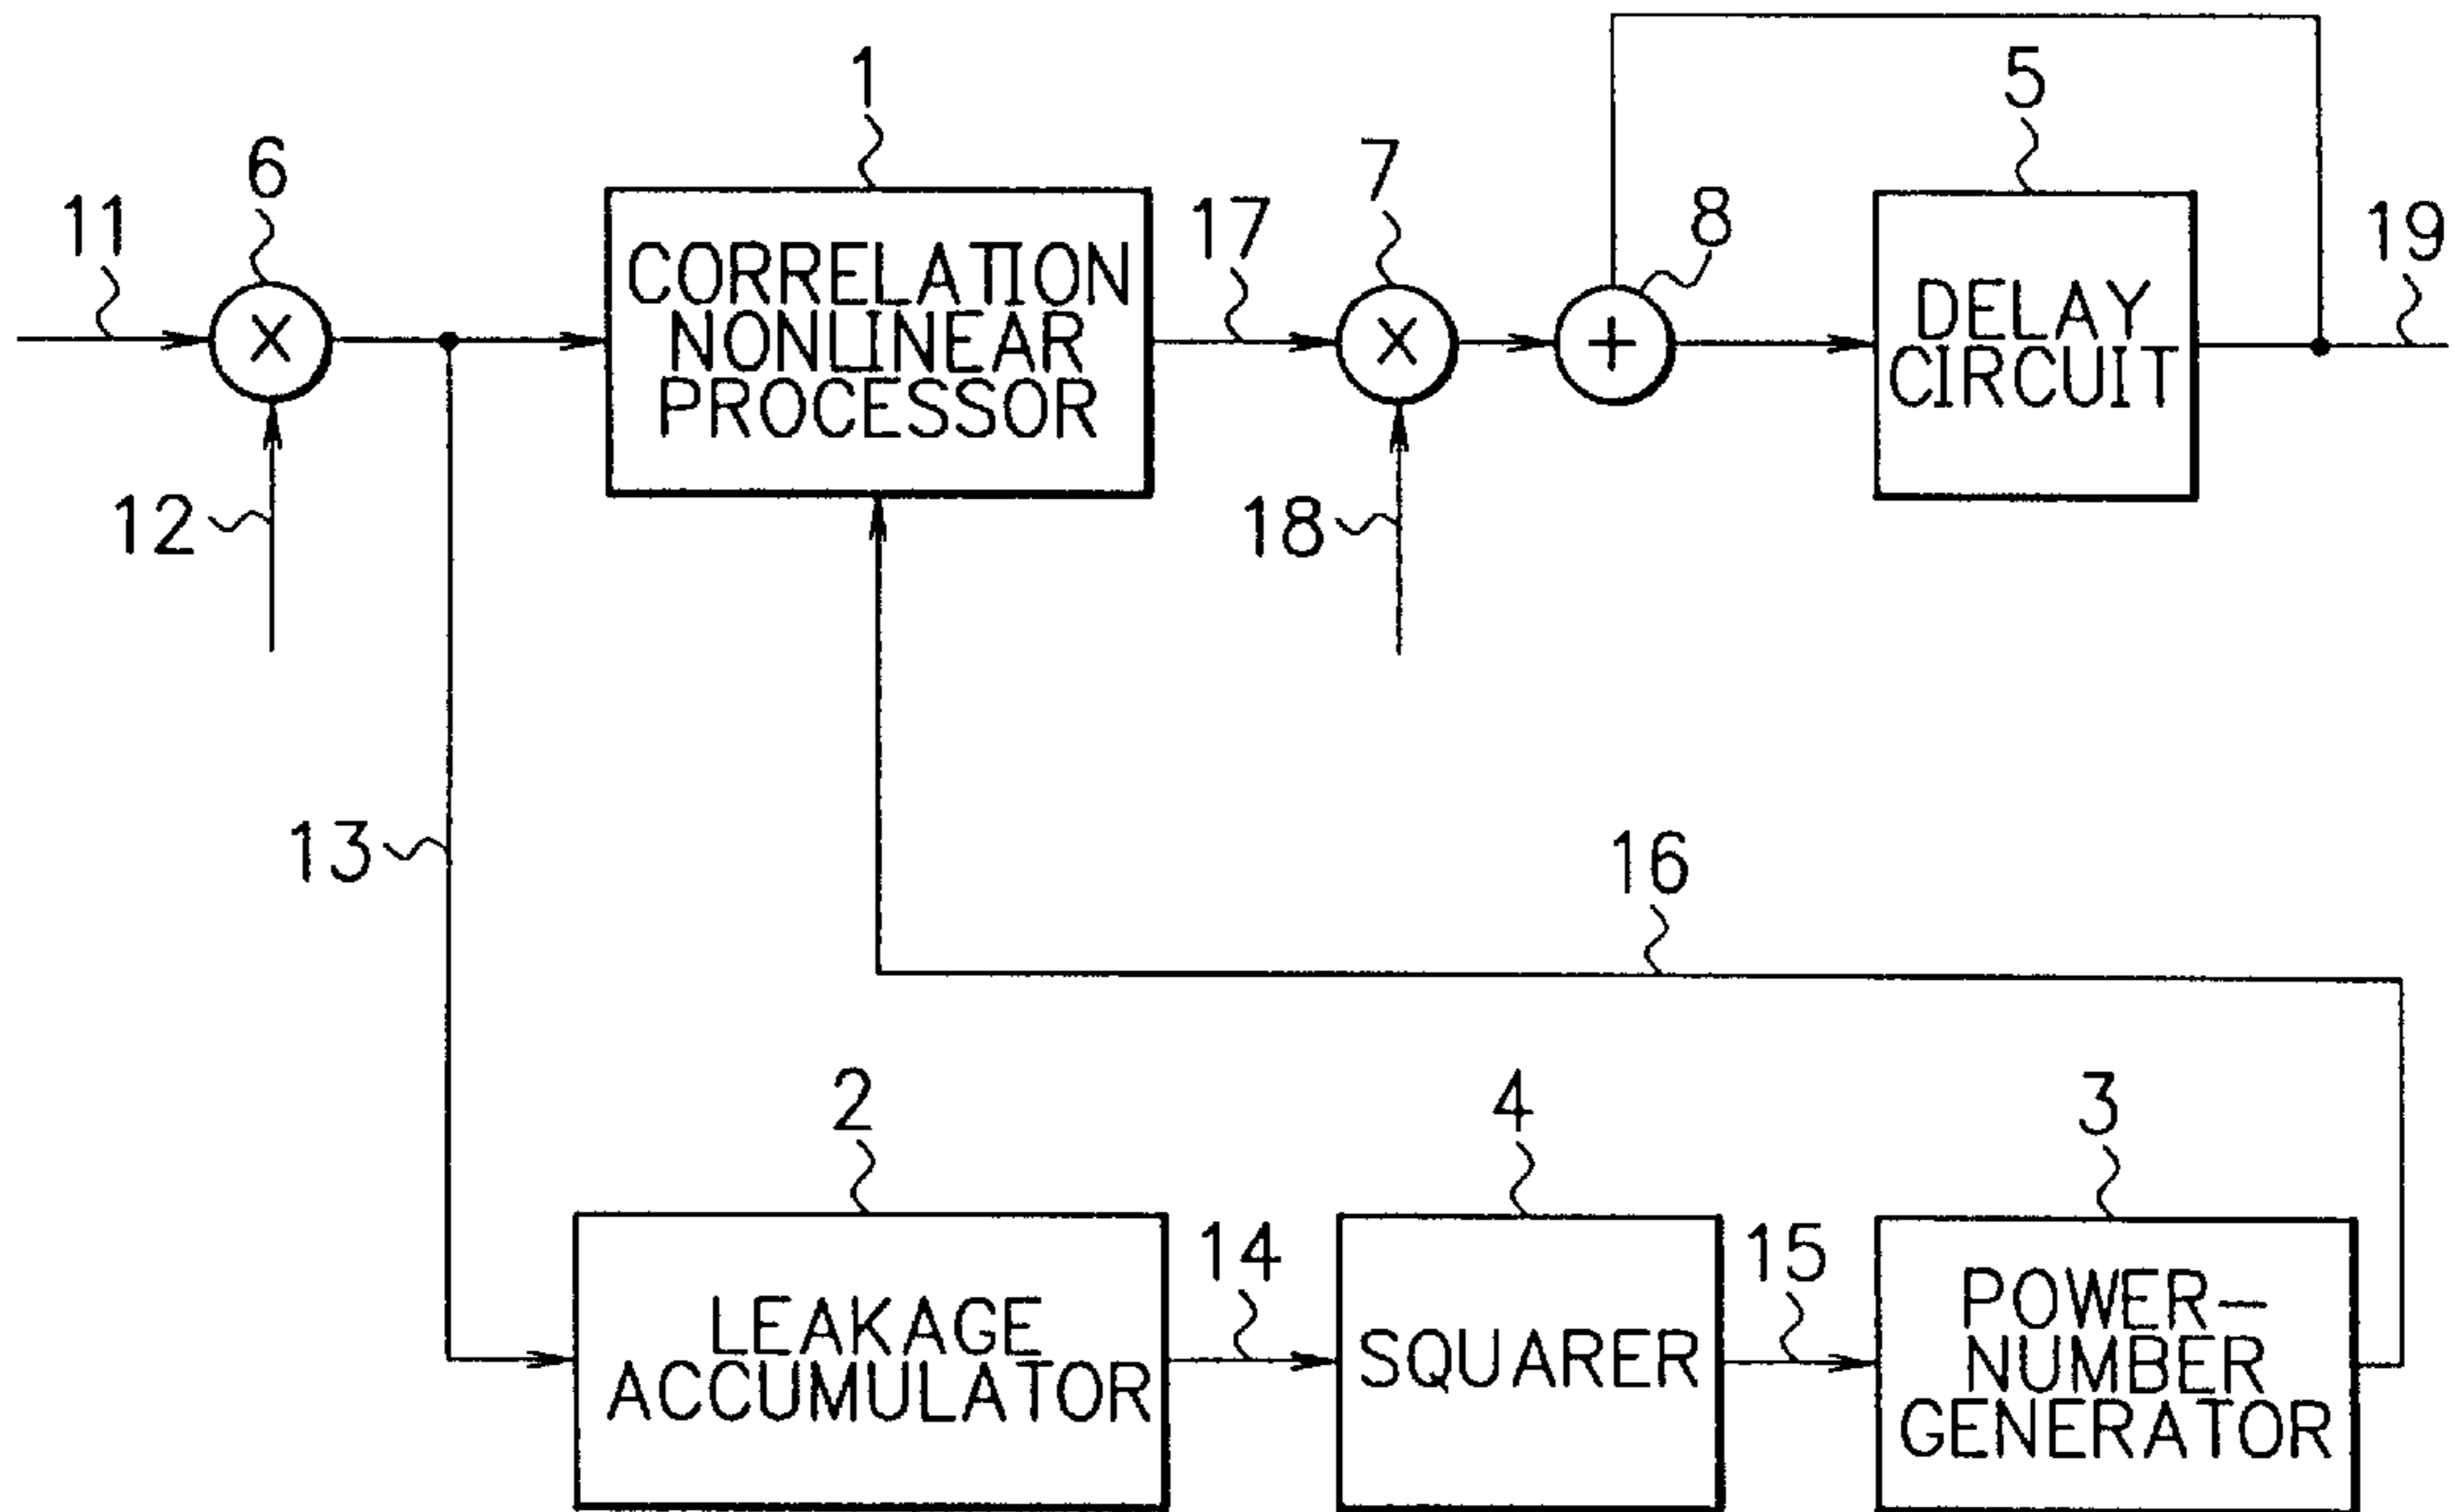 1
5
6
7
11
17
8
19
CORRELATION
NONLINEAR
PROCESSOR
×
×
+
DELAY
CIRCUIT
12
18
13
16
2
4
3
14
15
LEAKAGE
ACCUMULATOR
SQUARER
POWER-
NUMBER
GENERATOR